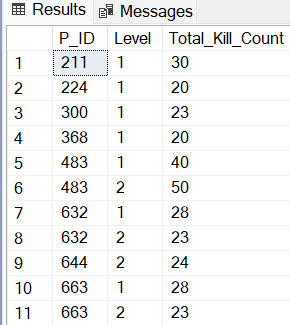 Results Messages
P_ID Level Total_Kill_Count
1 211 1 30
2 224 1 20
3 300 1 23
4 368 1 20
5 483 1 40
6 483 2 50
7 632 1 28
8 632 2 23
9 644 2 24
10 663 1 28
11 663 2 23